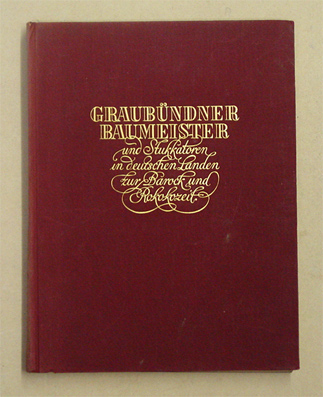 GRAUBÜNDNER
BAUMEISTER
und Stukkatoren
in deutschen Landen
zur Barock und
Rokokozeit.